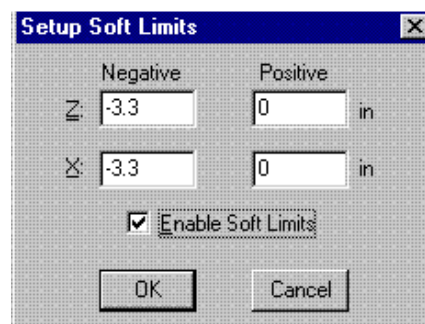 Setup Soft Limits
Negative Positive
Z: -3.3 0 in
X: -3.3 0 in
Enable Soft Limits
OK Cancel